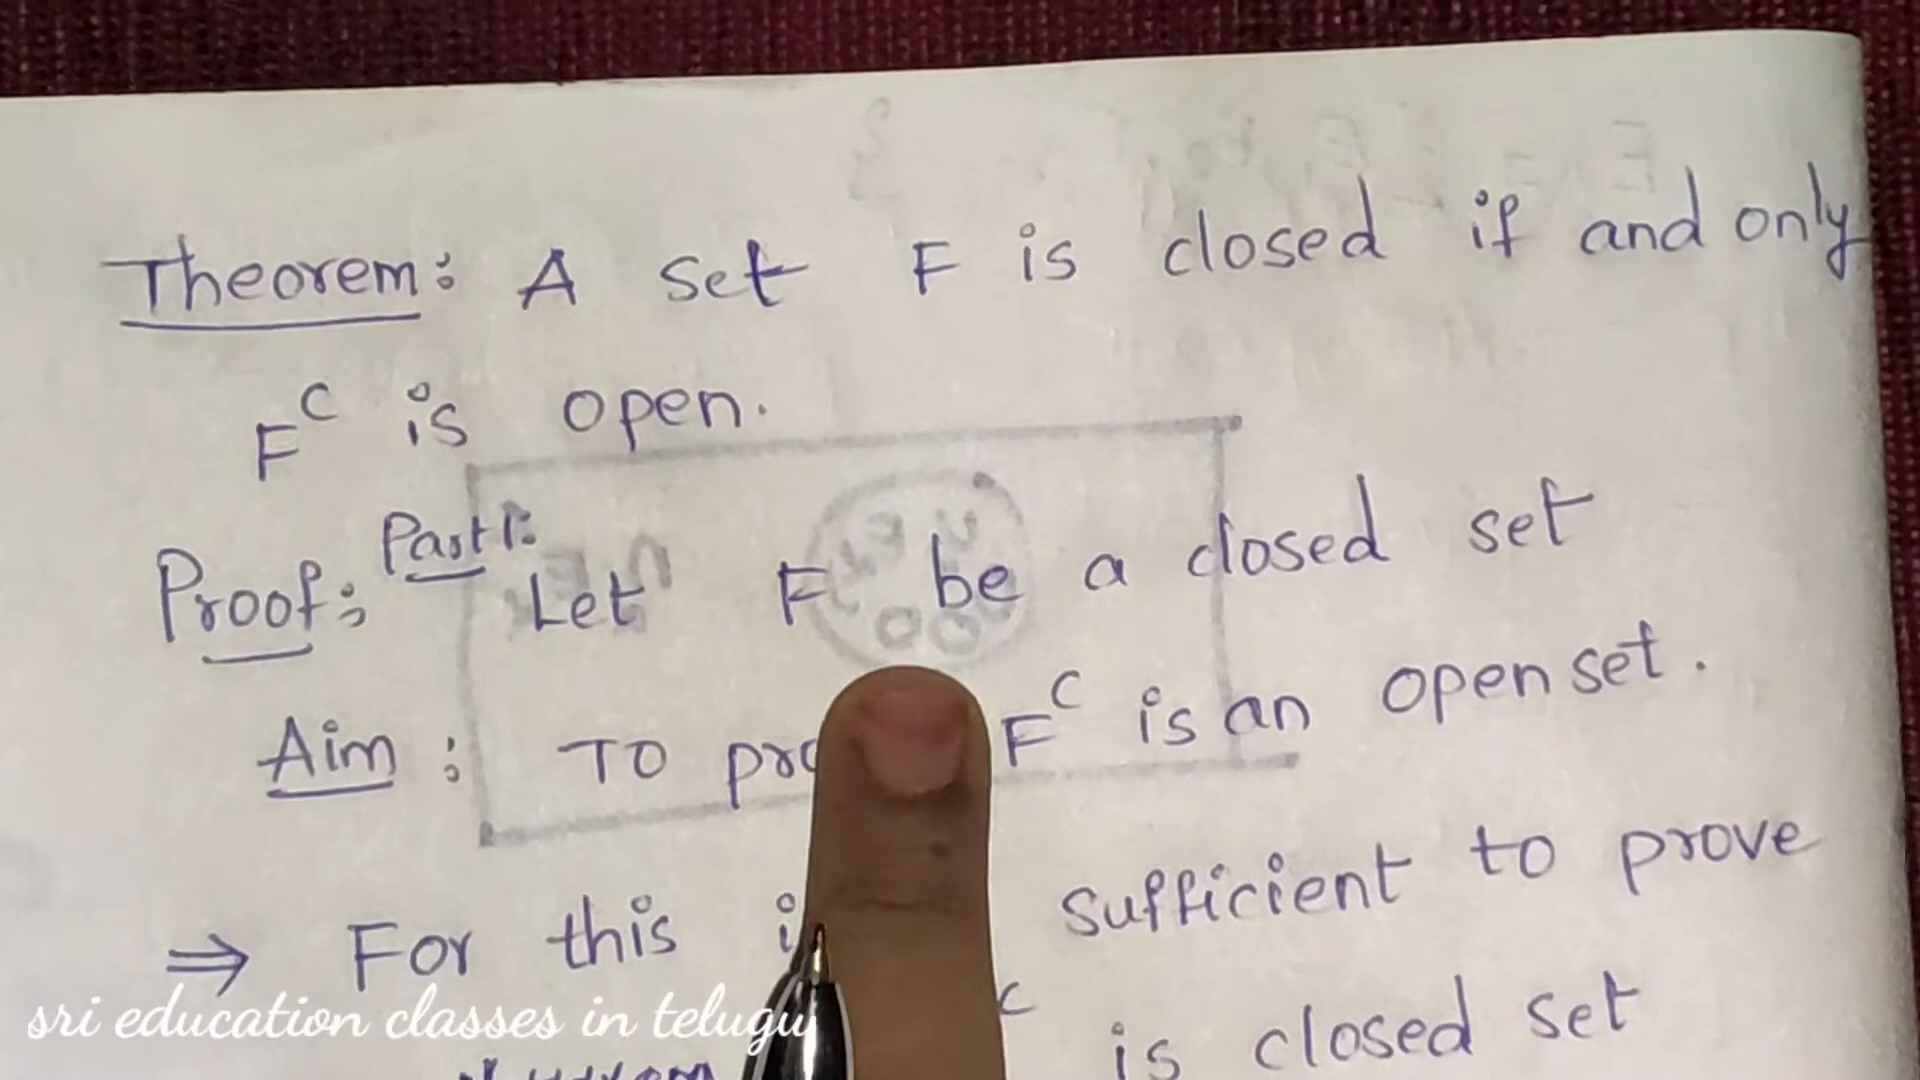 Theorem: A set F is closed if and only
F^C is open.
Proof: Part 1: Let F be a closed set
Aim: To F^C is an open set.
⇒ For this sufficient to prove
C is closed set
sri education classes in telugu